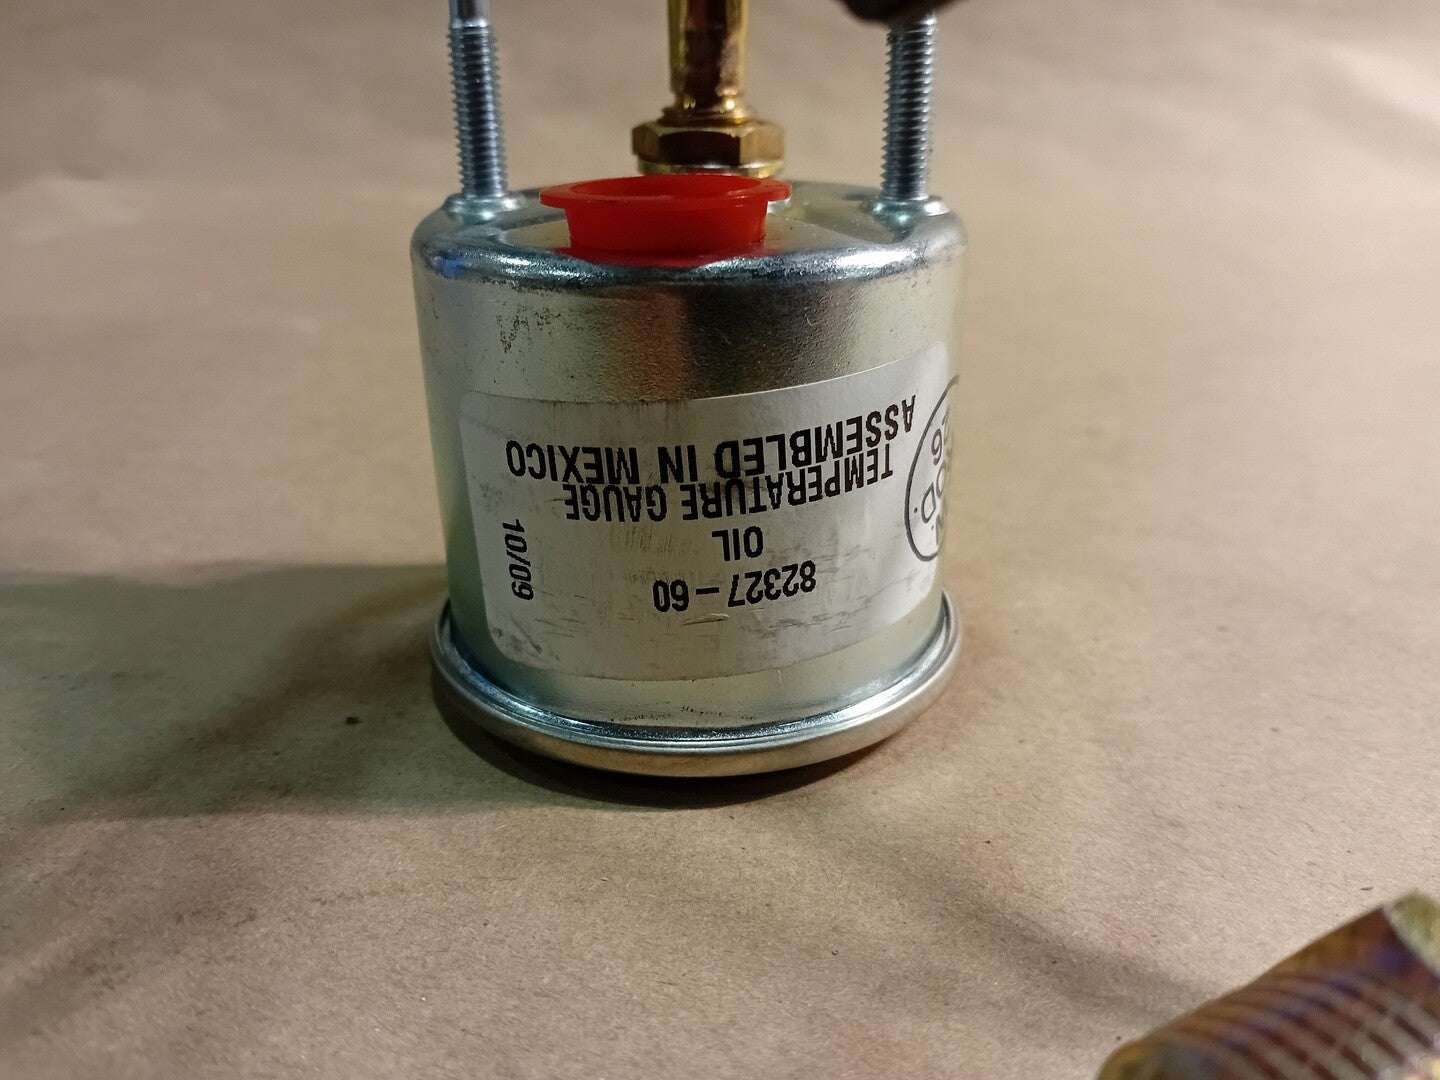 82327-60
OIL
TEMPERATURE GAUGE
ASSEMBLED IN MEXICO
10/09